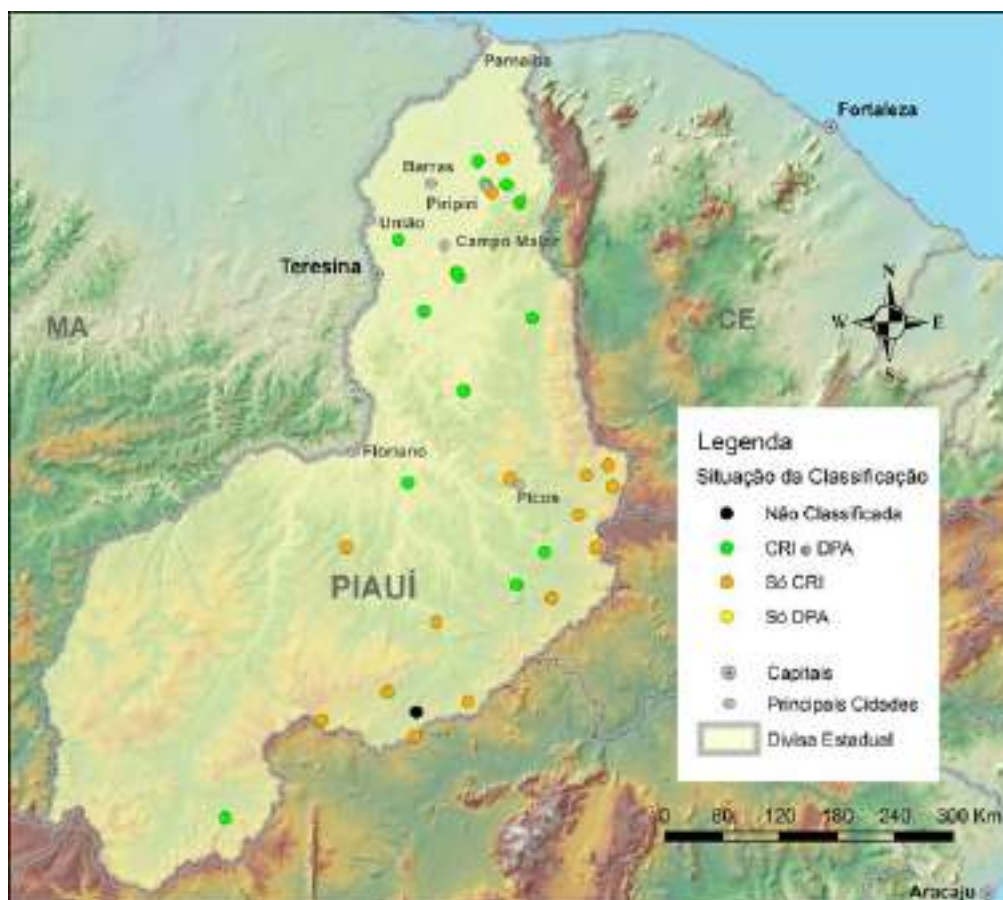 Parnaíba
Fortaleza
Barras
Piripiri
União
Campo Maior
Teresina
MA
CE
N
W E
S
Floriano
Picos
PIAUÍ
Legenda
Situação da Classificação
Não Classificada
CRI e DPA
Só CRI
Só DPA
Capitais
Principais Cidades
Divisa Estadual
0 60 120 180 240 300 Km
Aracaju